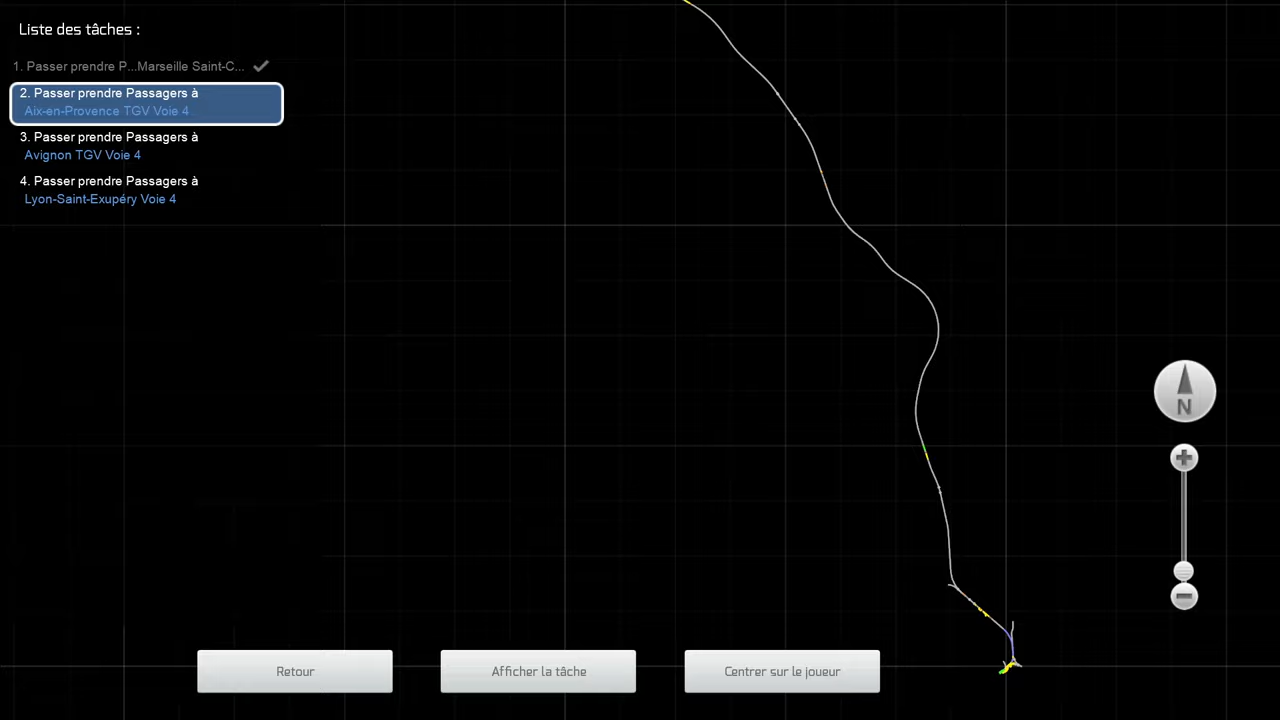 Liste des tâches :
1. Passer prendre P...Marseille Saint-C...
2. Passer prendre Passagers à
Aix-en-Provence TGV Voie 4
3. Passer prendre Passagers à
Avignon TGV Voie 4
4. Passer prendre Passagers à
Lyon-Saint-Exupéry Voie 4
N
Retour
Afficher la tâche
Centrer sur le joueur